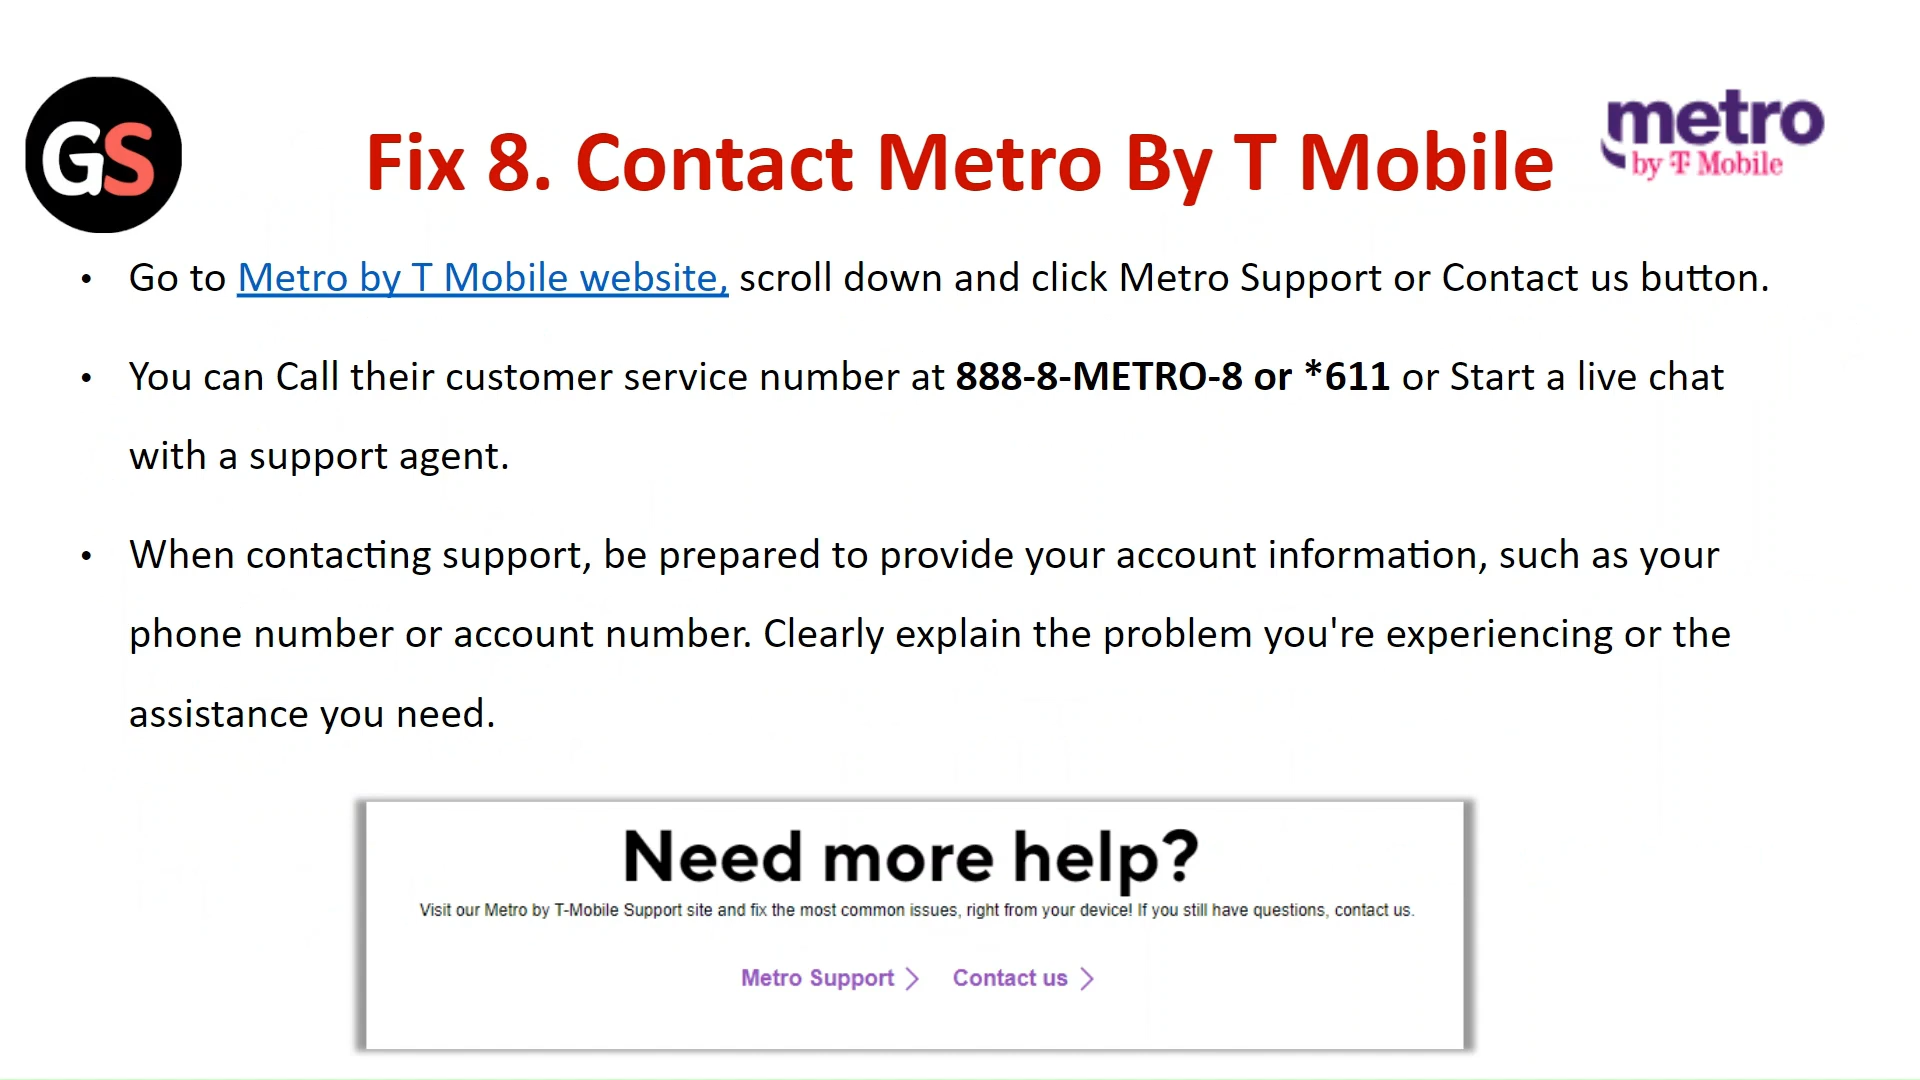 GS
Fix 8. Contact Metro By T Mobile
metro
by T Mobile
• Go to Metro by T Mobile website, scroll down and click Metro Support or Contact us button.
• You can Call their customer service number at 888-8-METRO-8 or *611 or Start a live chat
with a support agent.
• When contacting support, be prepared to provide your account information, such as your
phone number or account number. Clearly explain the problem you're experiencing or the
assistance you need.
Need more help?
Visit our Metro by T-Mobile Support site and fix the most common issues, right from your device! If you still have questions, contact us.
Metro Support > Contact us >